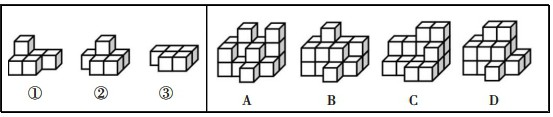 ① ② ③ A B C D